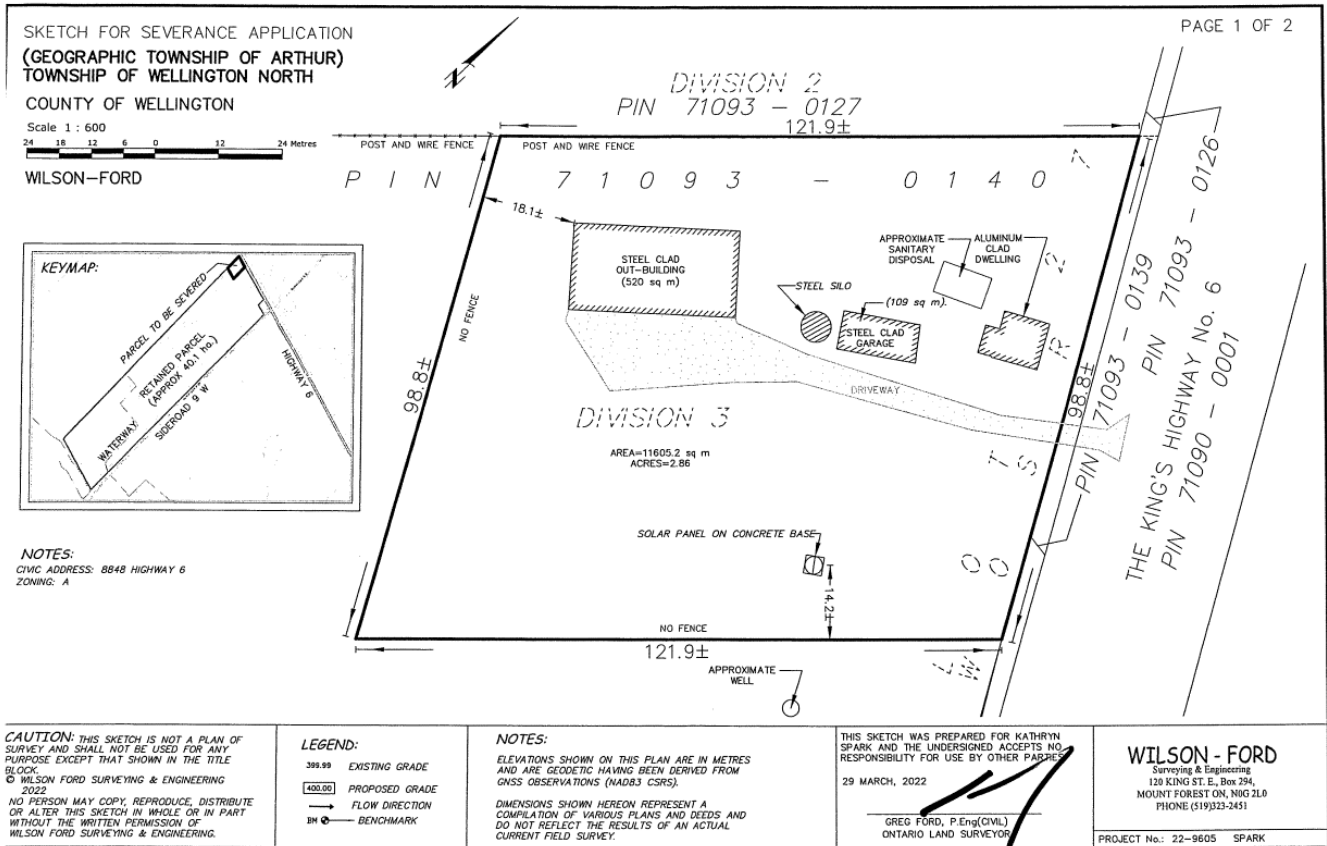 SKETCH FOR SEVERANCE APPLICATION
(GEOGRAPHIC TOWNSHIP OF ARTHUR)
TOWNSHIP OF WELLINGTON NORTH
COUNTY OF WELLINGTON
Scale 1 : 600
24 18 12 6 0 12 24 Metres
WILSON-FORD
PAGE 1 OF 2
N
DIVISION 2
PIN 71093 - 0127
121.9±
POST AND WIRE FENCE
POST AND WIRE FENCE
PIN 71093 - 0140
18.1±
STEEL CLAD
OUT-BUILDING
(520 sq m)
APPROXIMATE
SANITARY
DISPOSAL
ALUMINUM
CLAD
DWELLING
STEEL SILO
(109 sq m).
STEEL CLAD
GARAGE
DRIVEWAY
NO FENCE
98.8±
DIVISION 3
AREA=11605.2 sq m
ACRES=2.86
SOLAR PANEL ON CONCRETE BASE
14.2±
NO FENCE
121.9±
APPROXIMATE
WELL
98.8±
PIN 71093 - 0139
PIN 71093 - 0126
THE KING'S HIGHWAY No. 6
PIN 71090 - 0001
KEYMAP:
PARCEL TO BE SEVERED
RETAINED PARCEL
(APPROX 40.1 ha.)
WATERWAY
SIDEROAD 9 W
HIGHWAY 6
NOTES:
CIVIC ADDRESS: 8848 HIGHWAY 6
ZONING: A
CAUTION: THIS SKETCH IS NOT A PLAN OF
SURVEY AND SHALL NOT BE USED FOR ANY
PURPOSE EXCEPT THAT SHOWN IN THE TITLE
BLOCK.
© WILSON FORD SURVEYING & ENGINEERING
2022
NO PERSON MAY COPY, REPRODUCE, DISTRIBUTE
OR ALTER THIS SKETCH IN WHOLE OR IN PART
WITHOUT THE WRITTEN PERMISSION OF
WILSON FORD SURVEYING & ENGINEERING.
LEGEND:
399.99 EXISTING GRADE
400.00 PROPOSED GRADE
FLOW DIRECTION
BM BENCHMARK
NOTES:
ELEVATIONS SHOWN ON THIS PLAN ARE IN METRES
AND ARE GEODETIC HAVING BEEN DERIVED FROM
GNSS OBSERVATIONS (NAD83 CSRS).
DIMENSIONS SHOWN HEREON REPRESENT A
COMPILATION OF VARIOUS PLANS AND DEEDS AND
DO NOT REFLECT THE RESULTS OF AN ACTUAL
CURRENT FIELD SURVEY.
THIS SKETCH WAS PREPARED FOR KATHRYN
SPARK AND THE UNDERSIGNED ACCEPTS NO
RESPONSIBILITY FOR USE BY OTHER PARTIES
29 MARCH, 2022
GREG FORD, P.Eng(CIVIL)
ONTARIO LAND SURVEYOR
WILSON - FORD
Surveying & Engineering
120 KING ST. E., Box 294,
MOUNT FOREST ON, N0G 2L0
PHONE (519)323-2451
PROJECT No.: 22-9605 SPARK